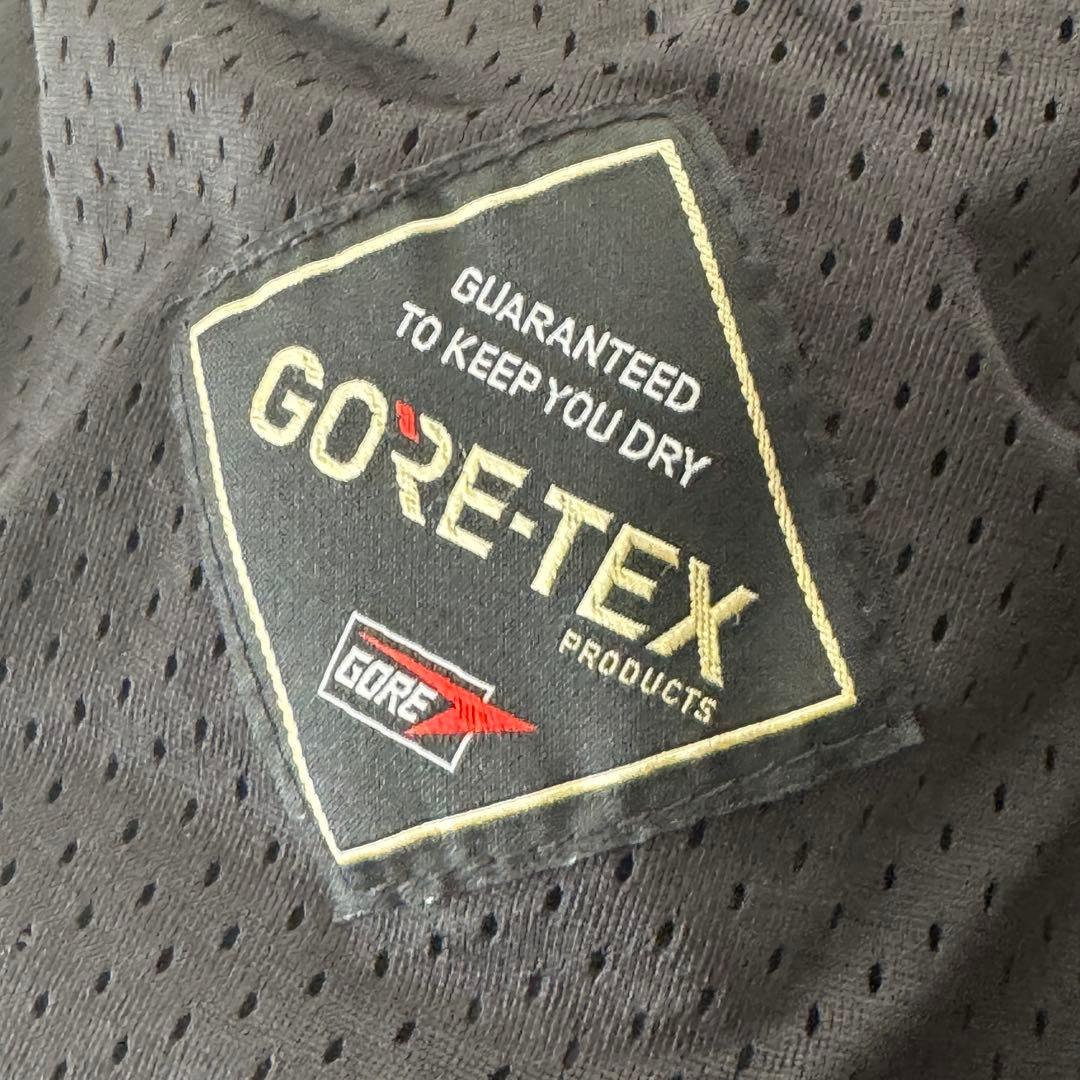 GUARANTEED
TO KEEP YOU DRY
GORE-TEX
PRODUCTS
GORE